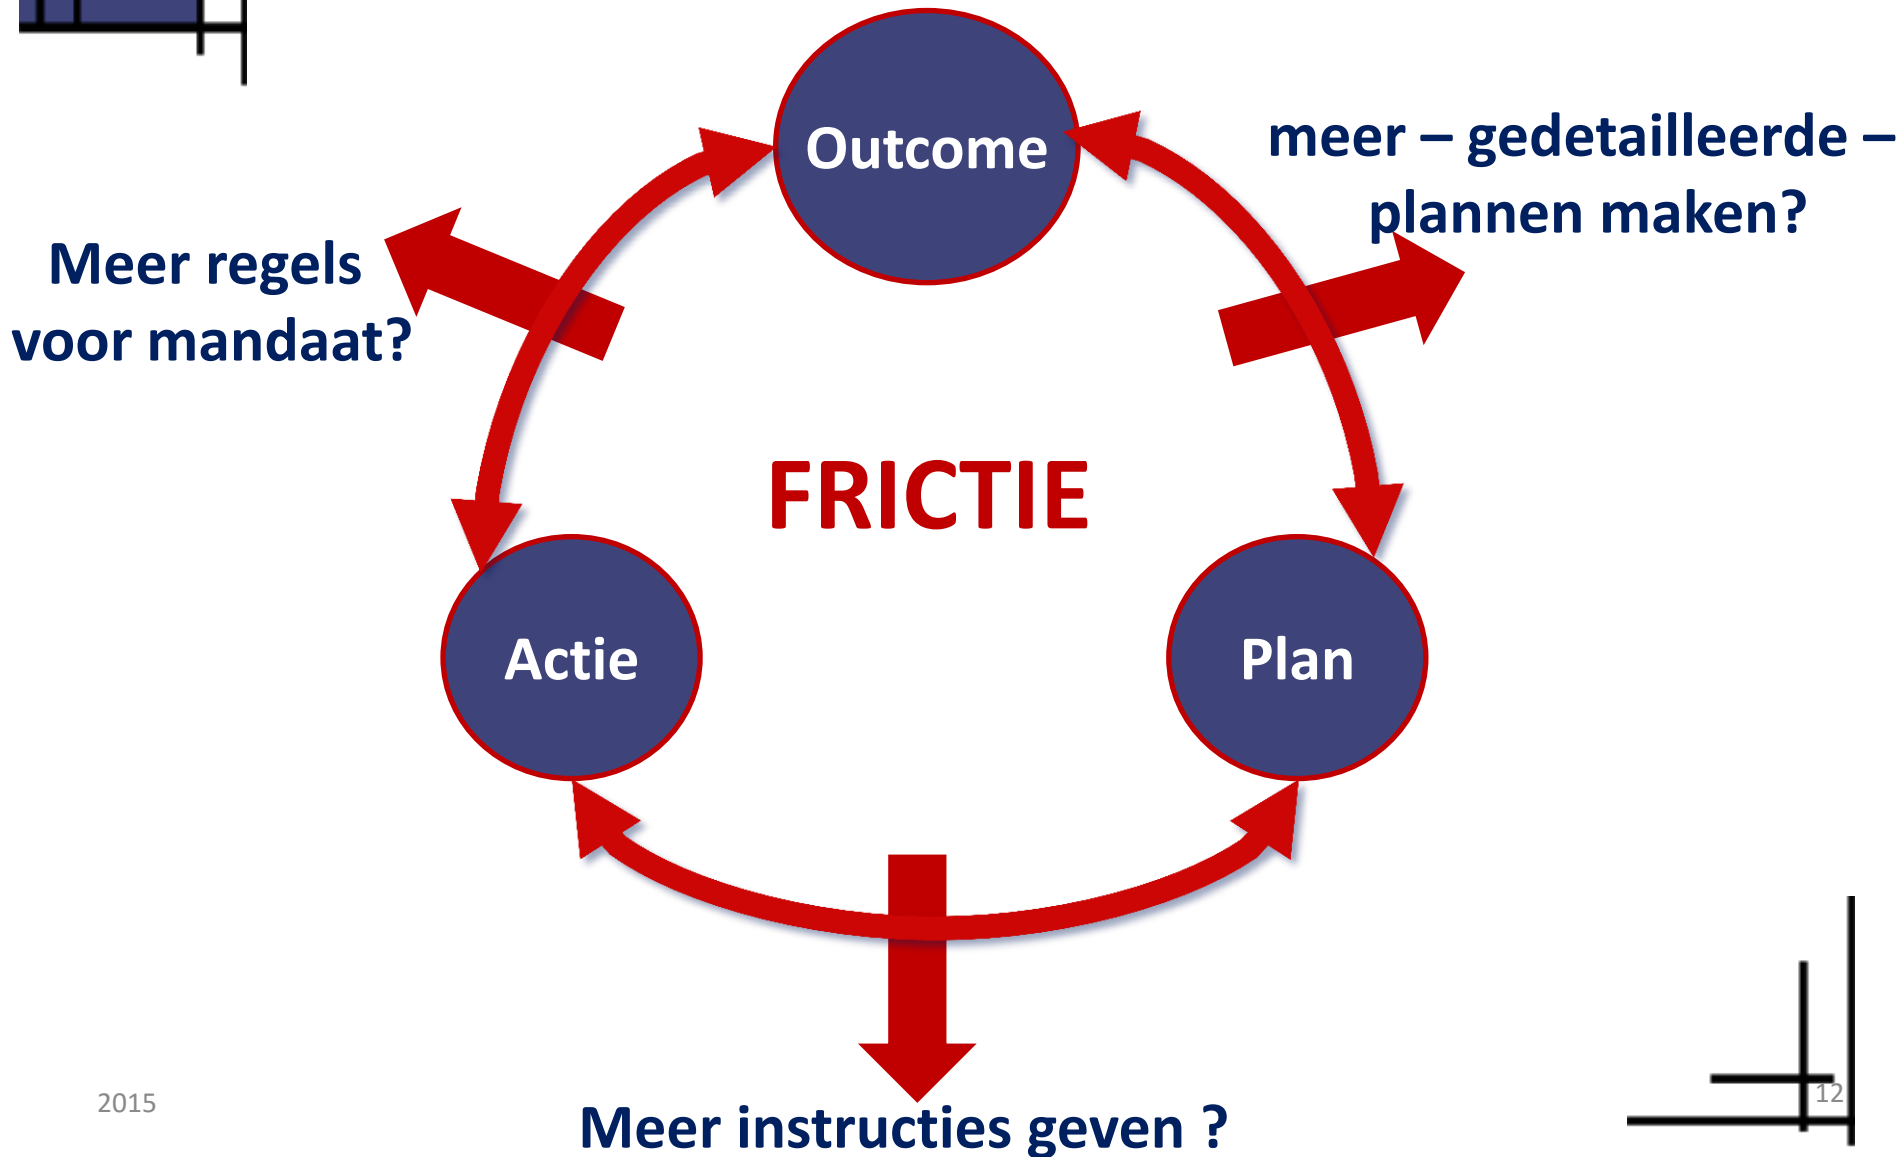 Outcome
meer – gedetailleerde –
plannen maken?
Meer regels
voor mandaat?
FRICTIE
Actie
Plan
2015
12
Meer instructies geven ?